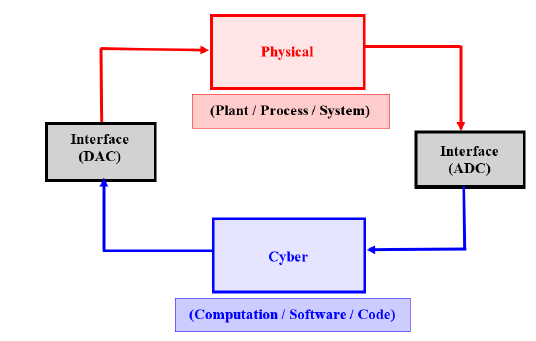 Physical
(Plant / Process / System)
Interface
(DAC)
Interface
(ADC)
Cyber
(Computation / Software / Code)